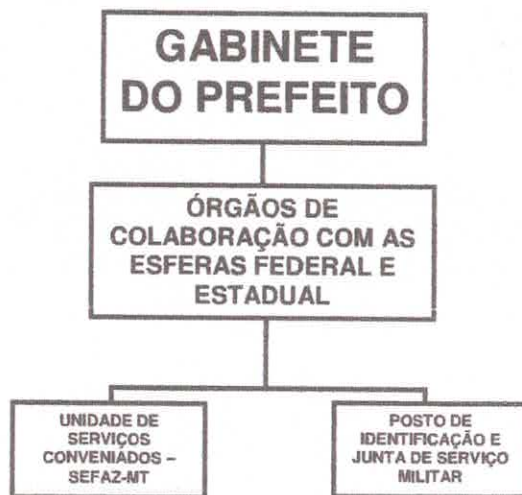 GABINETE
DO PREFEITO
ÓRGÃOS DE
COLABORAÇÃO COM AS
ESFERAS FEDERAL E
ESTADUAL
UNIDADE DE
SERVIÇOS
CONVENIADOS –
SEFAZ-MT
POSTO DE
IDENTIFICAÇÃO E
JUNTA DE SERVIÇO
MILITAR